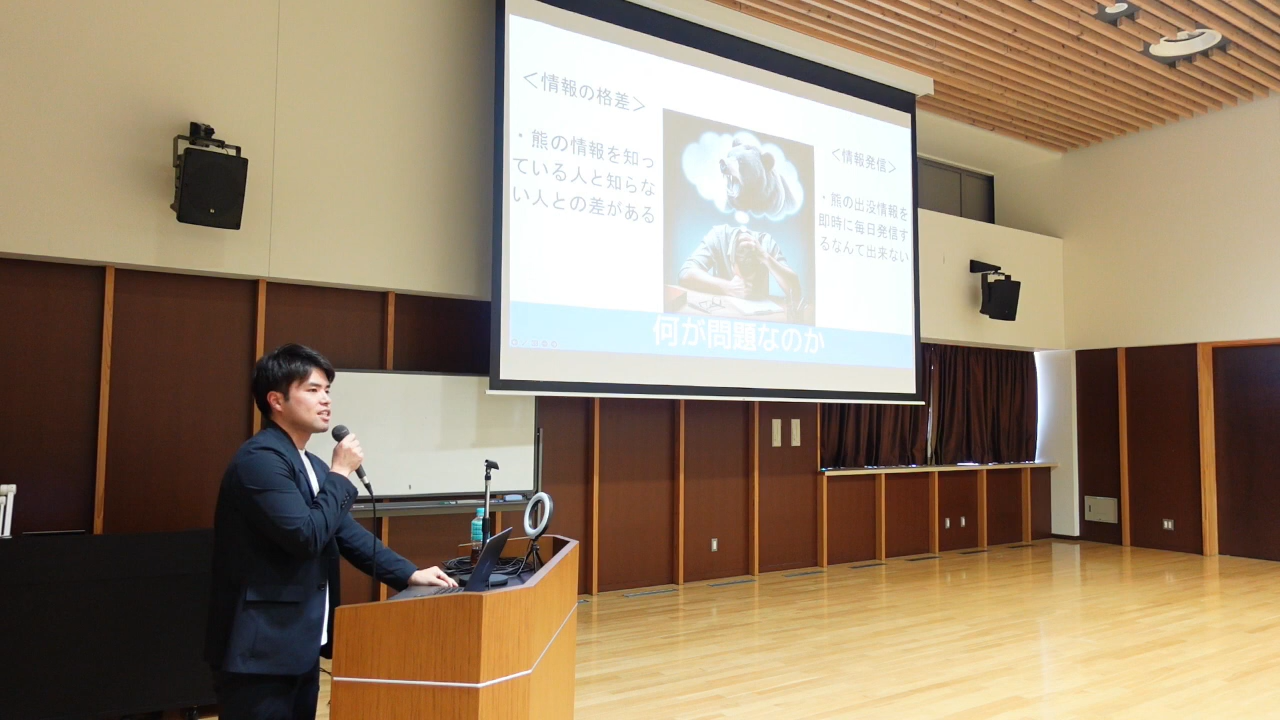 ＜情報の格差＞
・熊の情報を知っ
ている人と知らな
い人との差がある
＜情報発信＞
・熊の出没情報を
即時に毎日発信す
るなんて出来ない
何が問題なのか